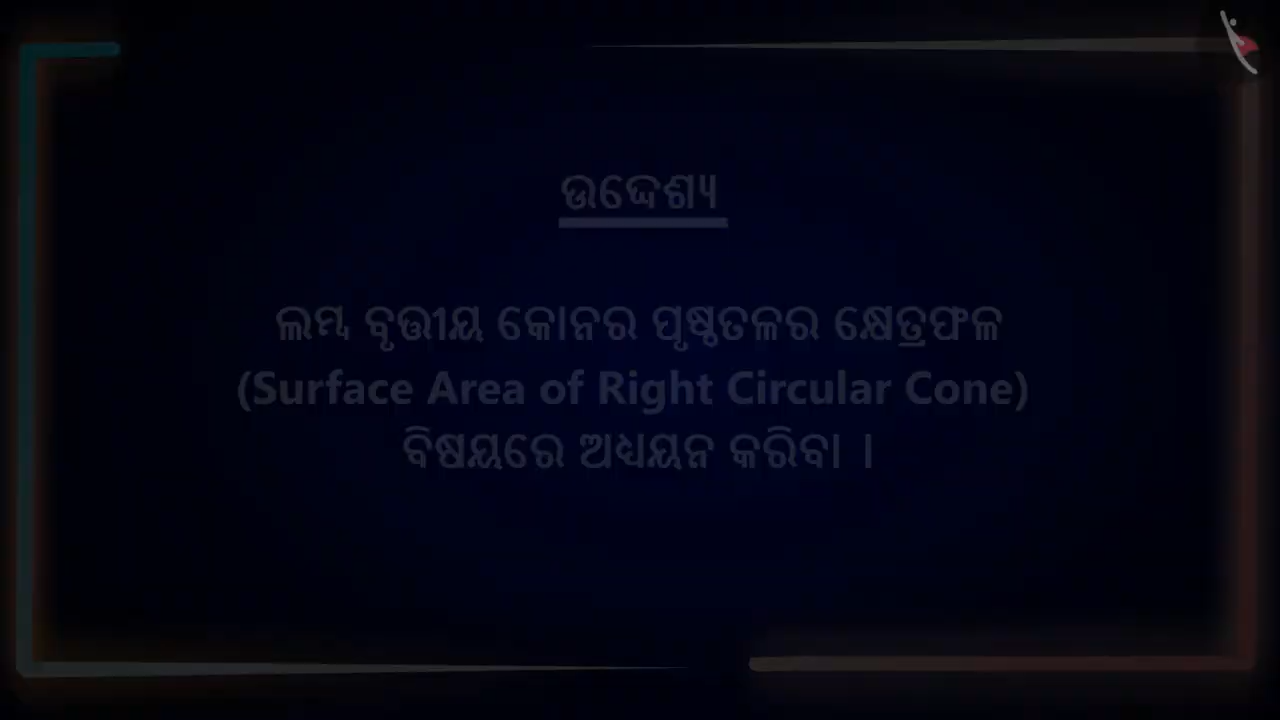 ଉଦ୍ଦେଶ୍ୟ
ଲମ୍ବ ବୃତ୍ତୀୟ କୋନର ପୃଷ୍ଠତଳର କ୍ଷେତ୍ରଫଳ
(Surface Area of Right Circular Cone)
ବିଷୟରେ ଅଧ୍ୟୟନ କରିବା ।